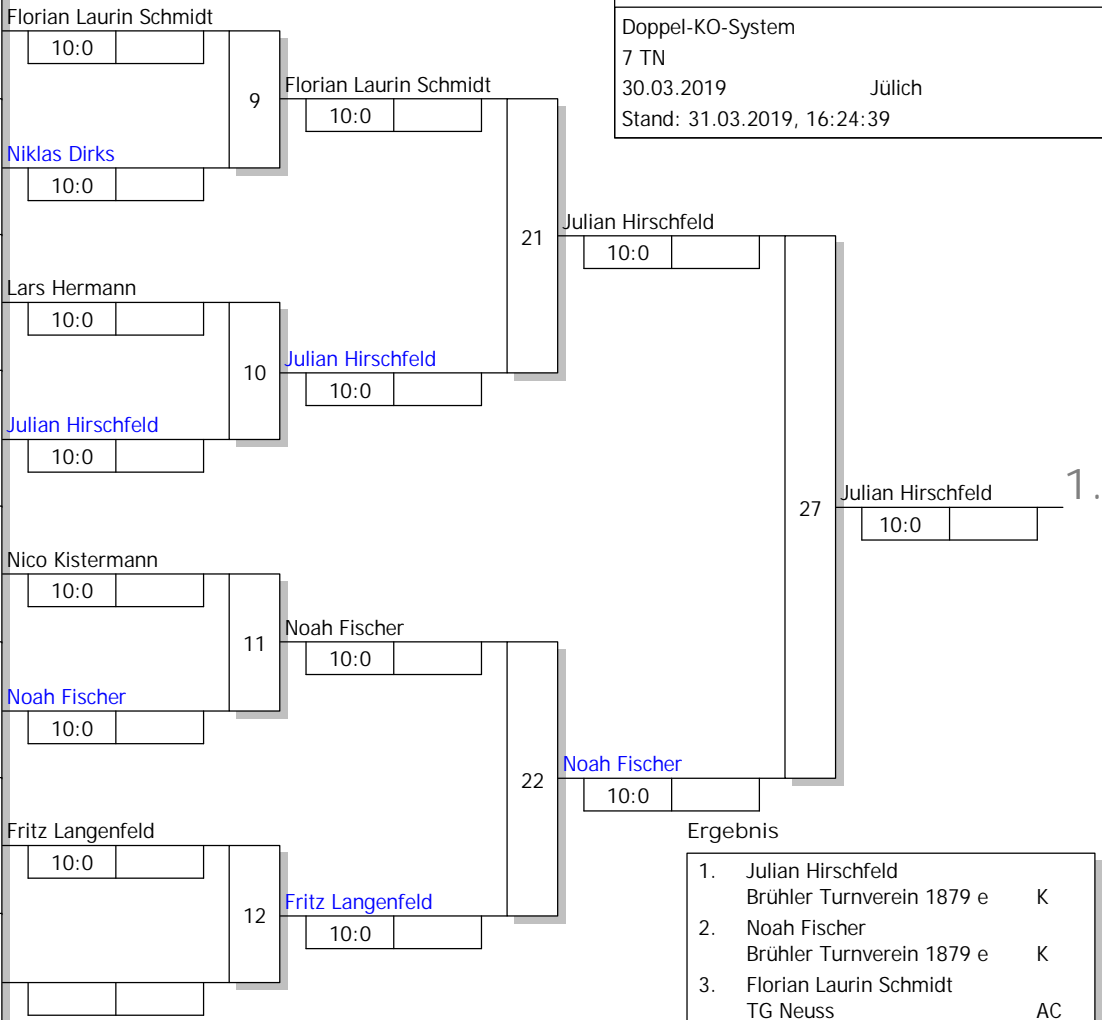 Doppel-KO-System
7 TN
30.03.2019 Jülich
Stand: 31.03.2019, 16:24:39
Florian Laurin Schmidt
10:0
9
Niklas Dirks
10:0
Florian Laurin Schmidt
10:0
21
Lars Hermann
10:0
10
Julian Hirschfeld
10:0
Julian Hirschfeld
10:0
Julian Hirschfeld
10:0
27
Julian Hirschfeld
10:0
1.
Nico Kistermann
10:0
11
Noah Fischer
10:0
Noah Fischer
10:0
22
Noah Fischer
10:0
Fritz Langenfeld
10:0
12
Fritz Langenfeld
10:0
Ergebnis
1. Julian Hirschfeld
Brühler Turnverein 1879 e K
2. Noah Fischer
Brühler Turnverein 1879 e K
3. Florian Laurin Schmidt
TG Neuss AC